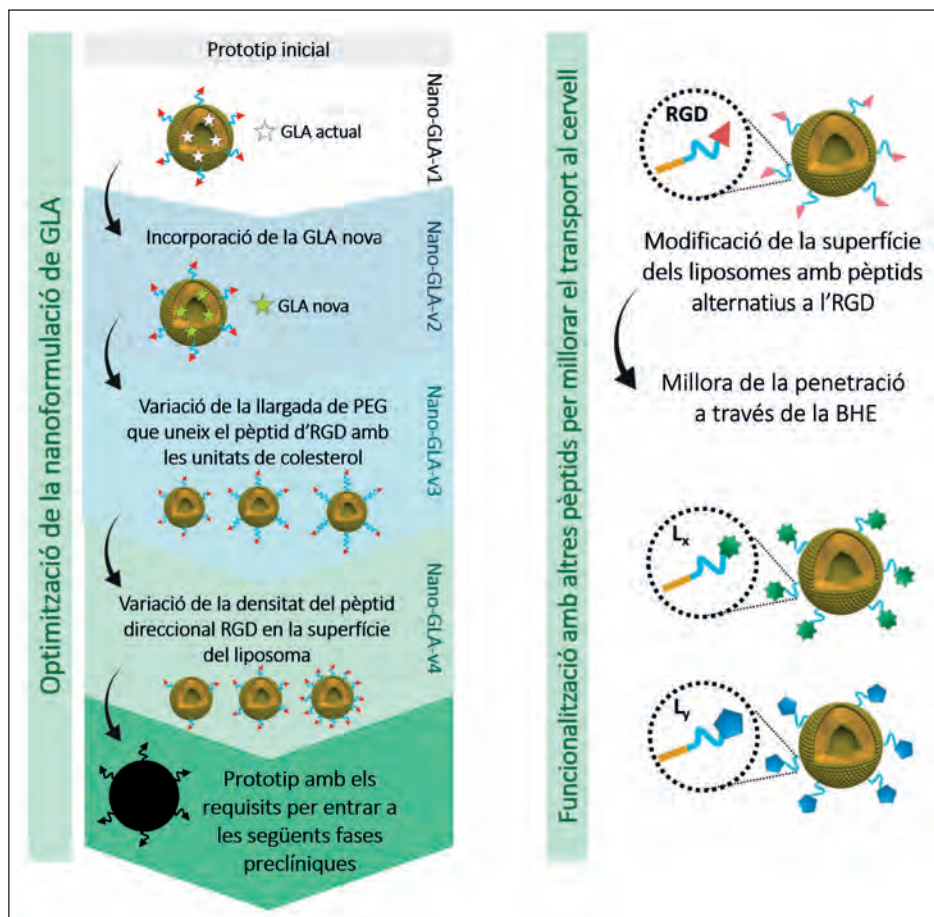 Optimització de la nanoformulació de GLA
Prototip inicial
GLA actual
Nano-GLA-v1
Incorporació de la GLA nova
GLA nova
Nano-GLA-v2
Variació de la llargada de PEG
que uneix el pèptid d'RGD amb
les unitats de colesterol
Nano-GLA-v3
Variació de la densitat del pèptid
direccional RGD en la superfície
del liposoma
Nano-GLA-v4
Prototip amb els
requisits per entrar a
les següents fases
preclíniques
Funcionalització amb altres pèptids per millorar el transport al cervell
RGD
Modificació de la superfície
dels liposomes amb pèptids
alternatius a l'RGD
Millora de la penetració
a través de la BHE
Lx
Ly